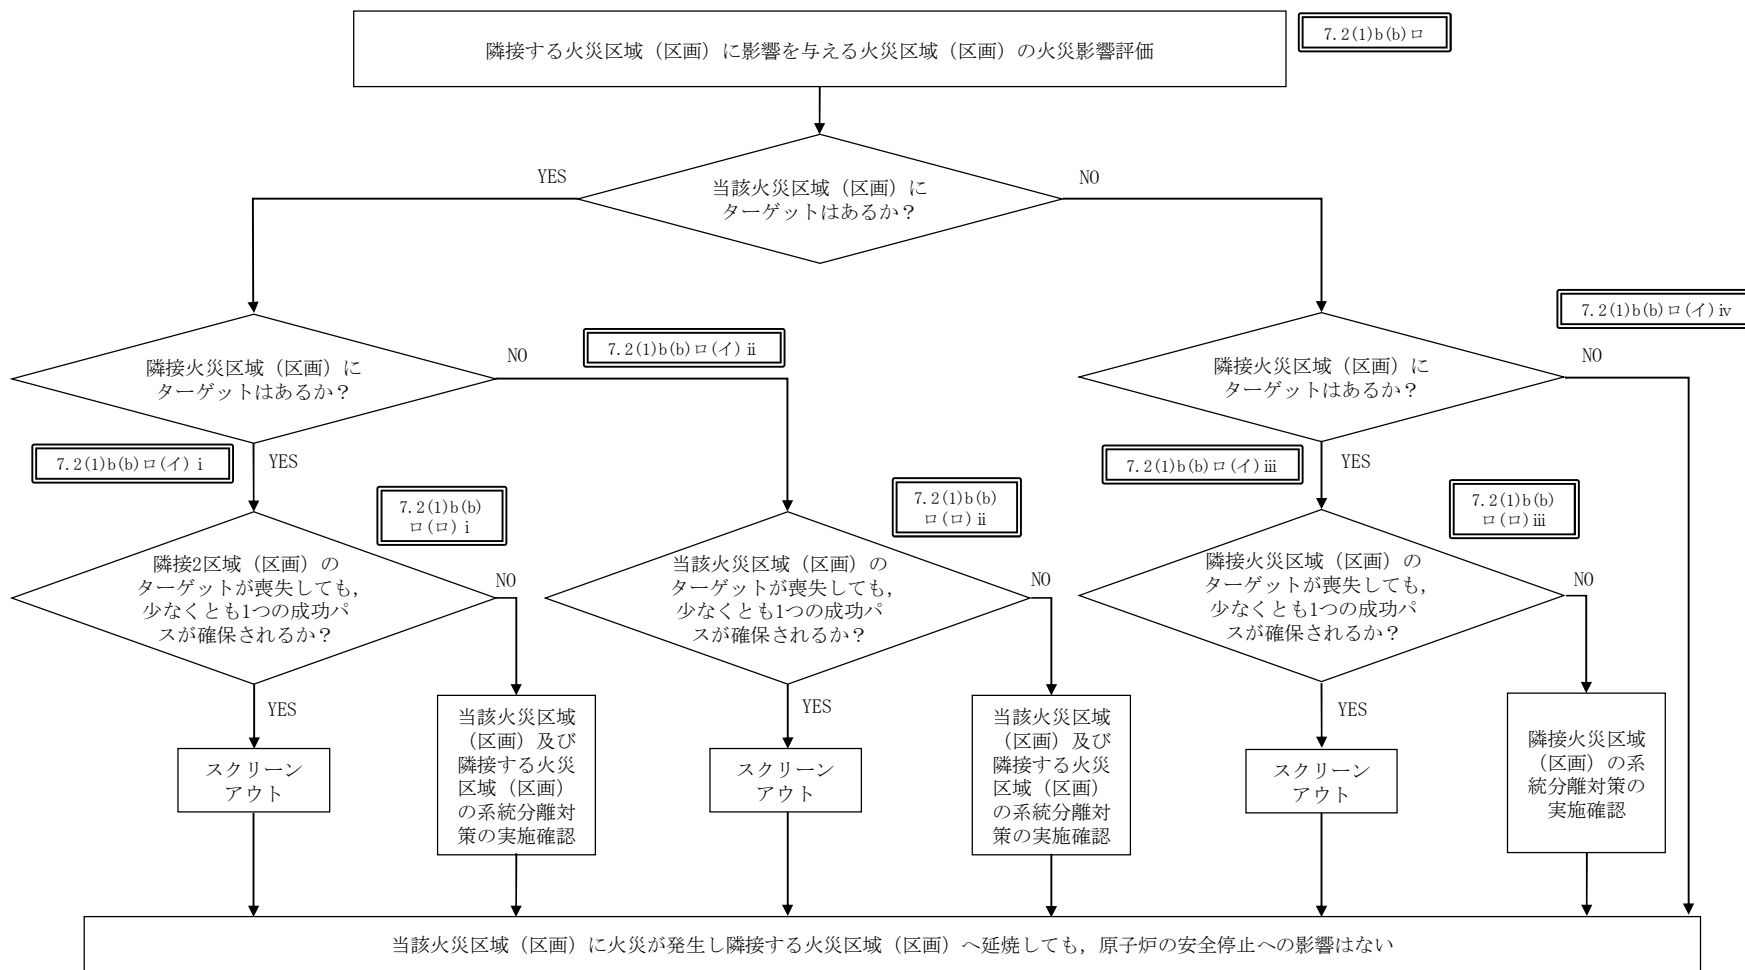 隣接する火災区域（区画）に影響を与える火災区域（区画）の火災影響評価
7.2(1)b(b)ロ
YES
当該火災区域（区画）に
ターゲットはあるか？
NO
7.2(1)b(b)ロ(イ)ⅳ
隣接火災区域（区画）に
ターゲットはあるか？
NO
7.2(1)b(b)ロ(イ)ⅱ
隣接火災区域（区画）に
ターゲットはあるか？
NO
7.2(1)b(b)ロ(イ)ⅰ
YES
7.2(1)b(b)ロ(イ)ⅲ
YES
7.2(1)b(b)
ロ(ロ)ⅰ
7.2(1)b(b)
ロ(ロ)ⅱ
7.2(1)b(b)
ロ(ロ)ⅲ
隣接2区域（区画）の
ターゲットが喪失しても，
少なくとも1つの成功パ
スが確保されるか？
NO
当該火災区域（区画）の
ターゲットが喪失しても，
少なくとも1つの成功パ
スが確保されるか？
NO
隣接火災区域（区画）の
ターゲットが喪失しても，
少なくとも1つの成功パ
スが確保されるか？
NO
YES
スクリーン
アウト
当該火災区域
（区画）及び
隣接する火災
区域（区画）
の系統分離対
策の実施確認
YES
スクリーン
アウト
当該火災区域
（区画）及び
隣接する火災
区域（区画）
の系統分離対
策の実施確認
YES
スクリーン
アウト
隣接火災区域
（区画）の系
統分離対策の
実施確認
当該火災区域（区画）に火災が発生し隣接する火災区域（区画）へ延焼しても，原子炉の安全停止への影響はない